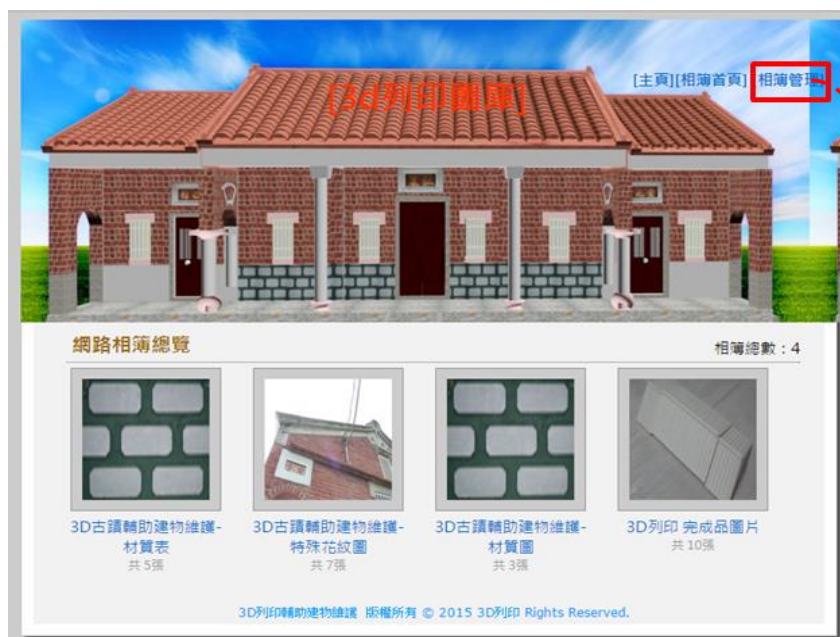 [主頁][相簿首頁] [相簿管理]
[3d列印圖庫]
網路相簿總覽
相簿總數：4
3D古蹟輔助建物維護-
材質表
共 5張
3D古蹟輔助建物維護-
特殊花紋圖
共 7張
3D古蹟輔助建物維護-
材質圖
共 3張
3D列印 完成品圖片
共 10張
3D列印輔助建物維護 版權所有 © 2015 3D列印 Rights Reserved.